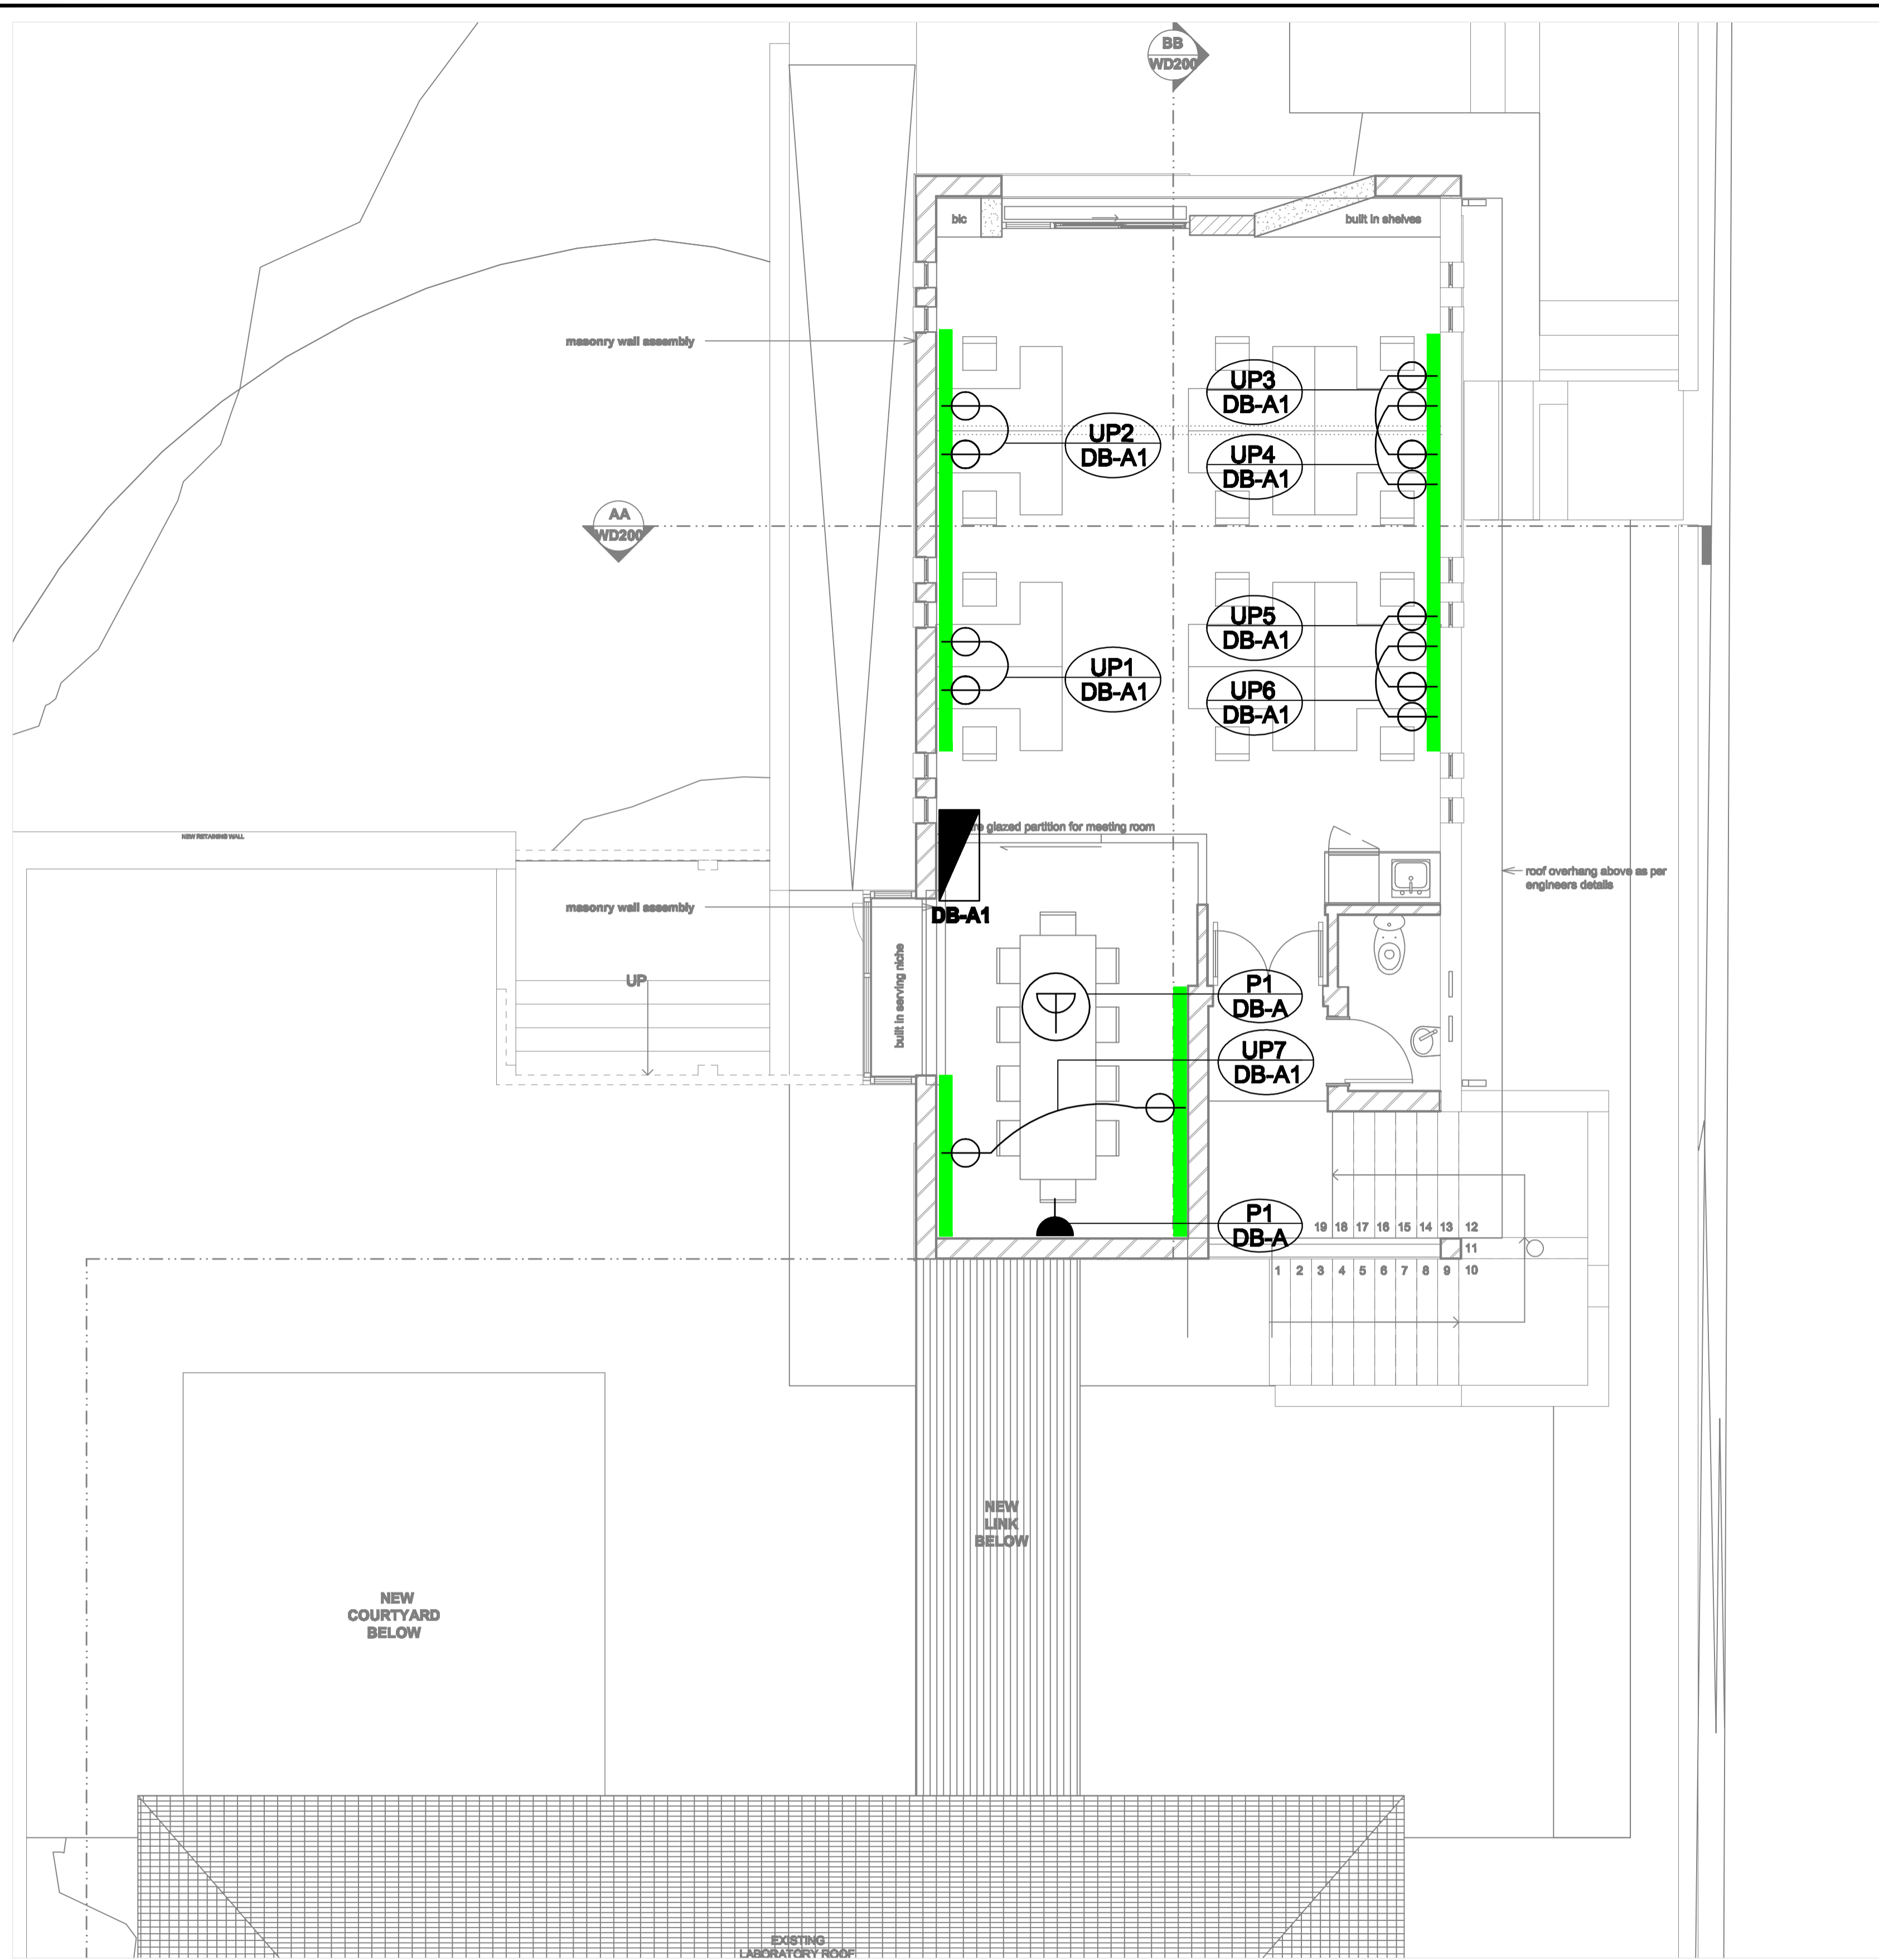 BB
WD200
bic
built in shelves
masonry wall assembly
UP3
DB-A1
UP2
DB-A1
UP4
DB-A1
AA
WD200
UP5
DB-A1
UP1
DB-A1
UP6
DB-A1
NEW RETAINING WALL
glazed partition for meeting room
roof overhang above as per
engineers details
masonry wall assembly
DB-A1
built in serving niche
UP
P1
DB-A
UP7
DB-A1
P1
DB-A
19 18 17 16 15 14 13 12
11
1 2 3 4 5 6 7 8 9 10
NEW
LINK
BELOW
NEW
COURTYARD
BELOW
EXISTING
LABORATORY ROOF